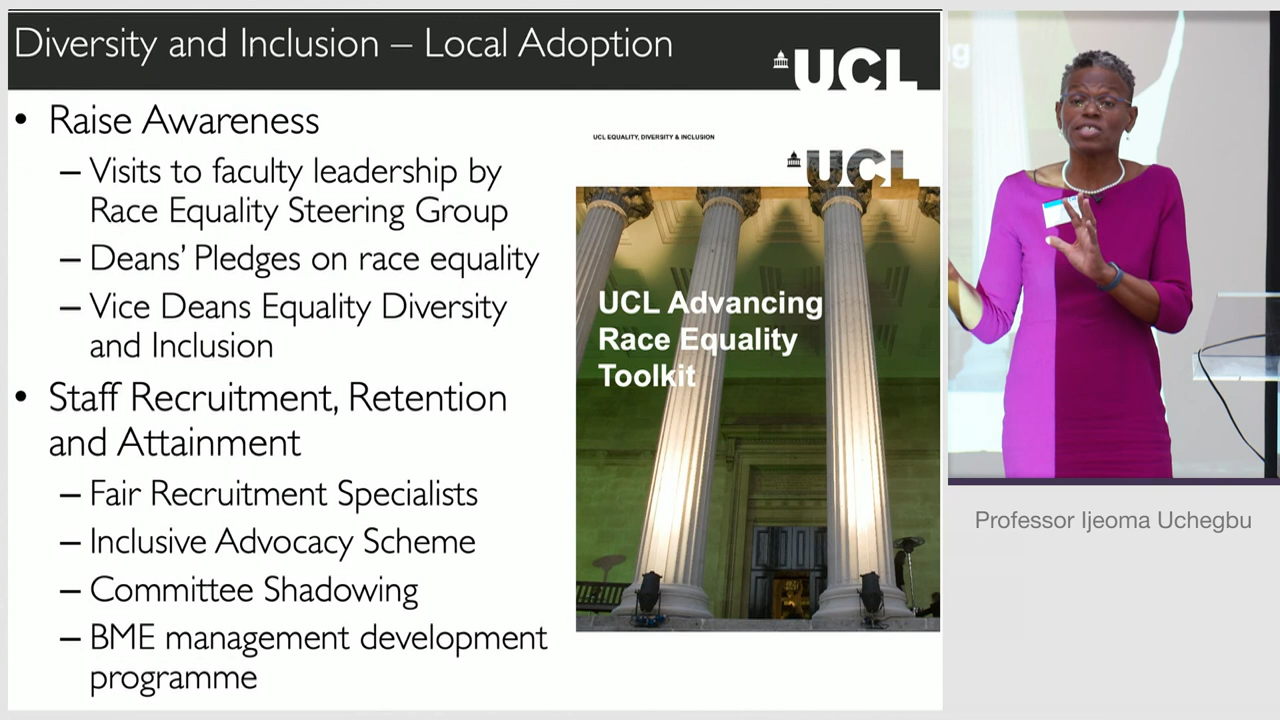 Diversity and Inclusion – Local Adoption
UCL
• Raise Awareness
– Visits to faculty leadership by
Race Equality Steering Group
– Deans' Pledges on race equality
– Vice Deans Equality Diversity
and Inclusion
• Staff Recruitment, Retention
and Attainment
– Fair Recruitment Specialists
– Inclusive Advocacy Scheme
– Committee Shadowing
– BME management development
programme
UCL EQUALITY, DIVERSITY & INCLUSION
UCL
UCL Advancing
Race Equality
Toolkit
Professor Ijeoma Uchegbu